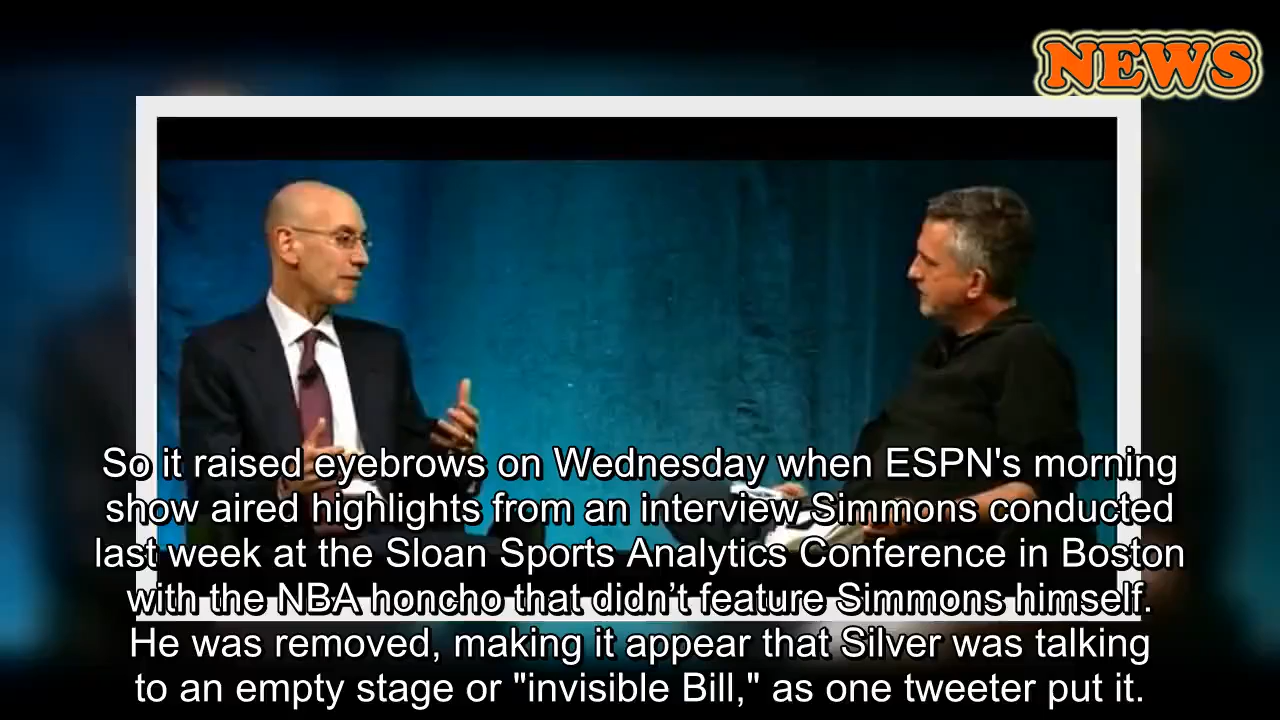 NEWS
So it raised eyebrows on Wednesday when ESPN's morning
show aired highlights from an interview Simmons conducted
last week at the Sloan Sports Analytics Conference in Boston
with the NBA honcho that didn’t feature Simmons himself.
He was removed, making it appear that Silver was talking
to an empty stage or "invisible Bill," as one tweeter put it.